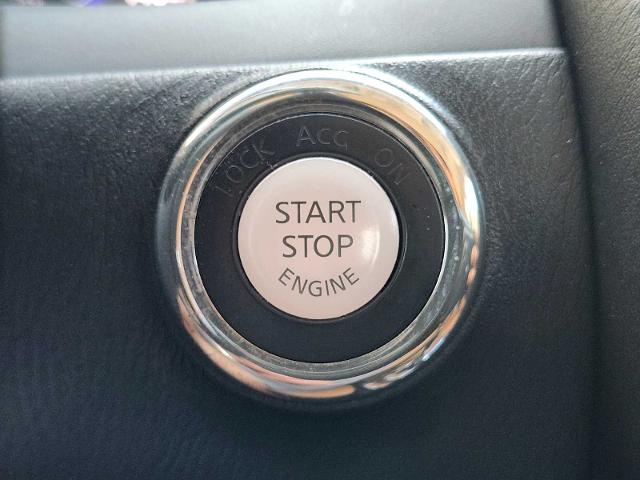 LOCK ACC ON
START
STOP
ENGINE